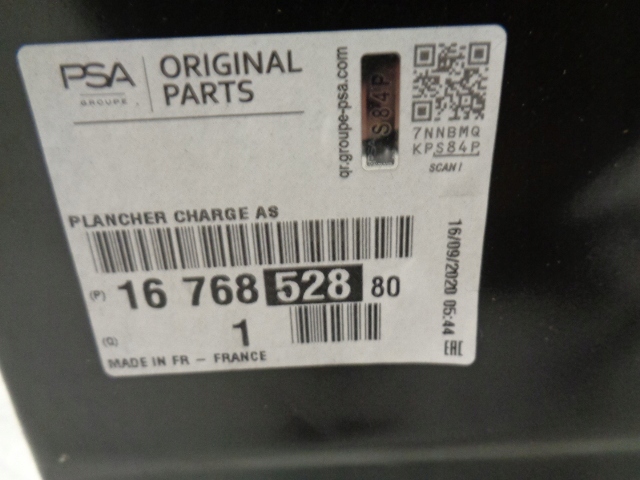 PSA
GROUPE
ORIGINAL
PARTS
qr.groupe-psa.com
S84P
7NNBMQ
KPS84P
SCAN!
PLANCHER CHARGE AS
(P) 16 768 528 80
(Q) 1
MADE IN FR - FRANCE
16/09/2020 05:44
EAC